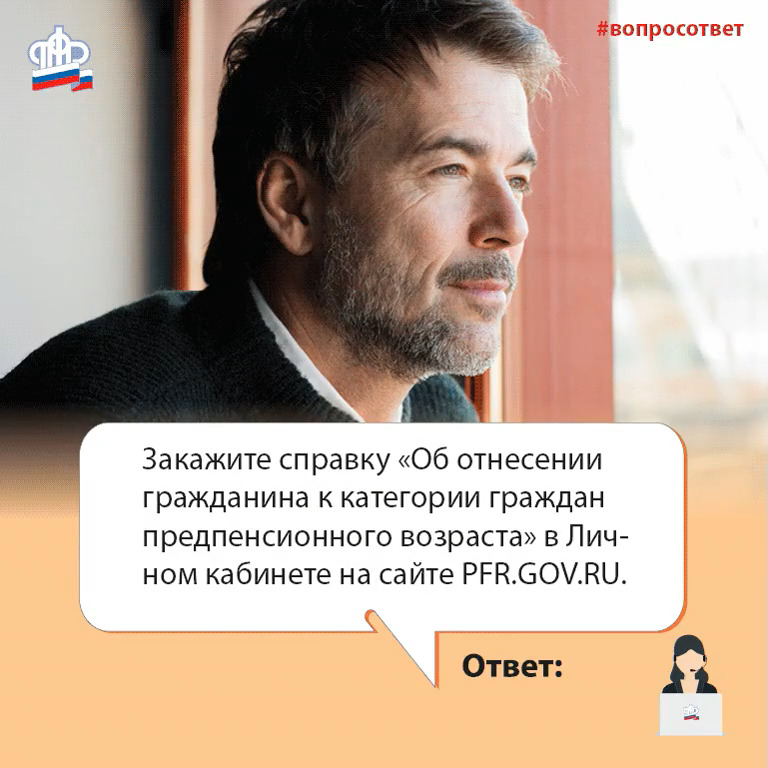 #вопросответ
Закажите справку «Об отнесении
гражданина к категории граждан
предпенсионного возраста» в Лич-
ном кабинете на сайте PFR.GOV.RU.
Ответ: